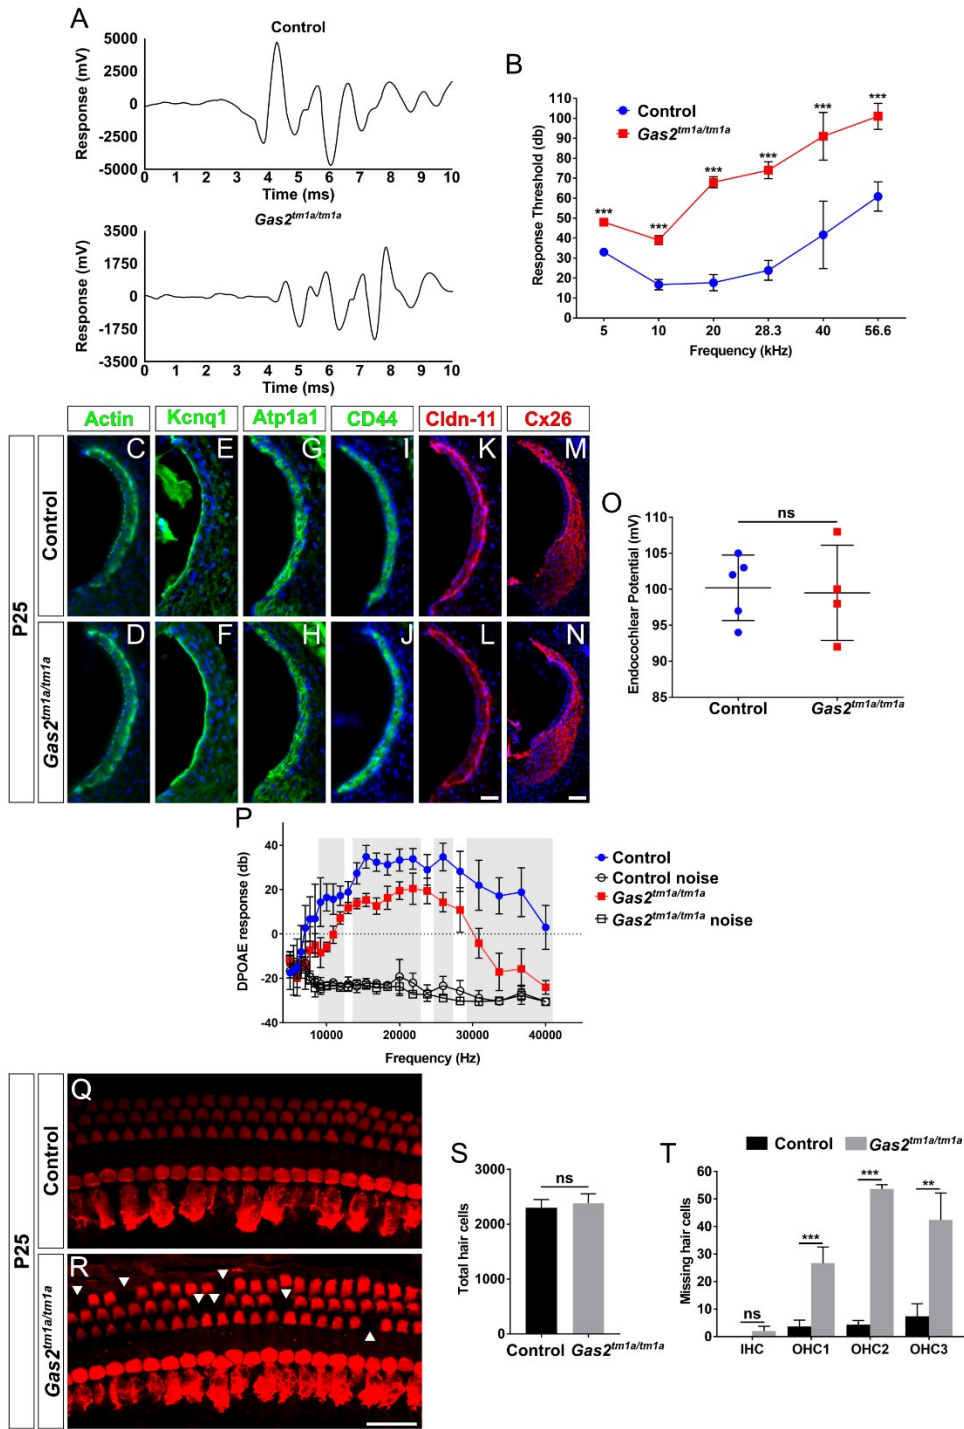 A
Control
5000
2500
0
-2500
-5000
Response (mV)
0 1 2 3 4 5 6 7 8 9 10
Time (ms)
Gas2tm1a/tm1a
3500
1750
0
-1750
-3500
Response (mV)
0 1 2 3 4 5 6 7 8 9 10
Time (ms)
B
Control
Gas2tm1a/tm1a
110
100
90
80
70
60
50
40
30
20
10
0
Response Threshold (db)
*** *** *** *** *** ***
5 10 20 28.3 40 56.6
Frequency (kHz)
Actin Kcnq1 Atp1a1 CD44 Cldn-11 Cx26
P25
Control
C E G I K M
Gas2tm1a/tm1a
D F H J L N
O
ns
110
105
100
95
90
85
Endocochlear Potential (mV)
Control Gas2tm1a/tm1a
P
40
20
0
-20
-40
DPOAE response (db)
10000 20000 30000 40000
Frequency (Hz)
Control
Control noise
Gas2tm1a/tm1a
Gas2tm1a/tm1a noise
P25
Control
Q
Gas2tm1a/tm1a
R
S
ns
3000
2000
1000
0
Total hair cells
Control Gas2tm1a/tm1a
T
Control Gas2tm1a/tm1a
60
50
40
30
20
10
0
Missing hair cells
ns *** *** **
IHC OHC1 OHC2 OHC3